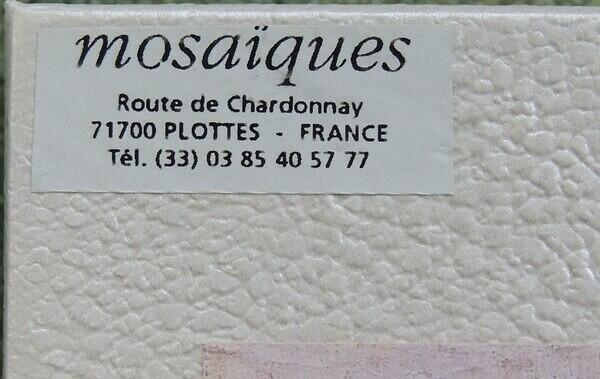 mosaïques
Route de Chardonnay
71700 PLOTTES - FRANCE
Tél. (33) 03 85 40 57 77